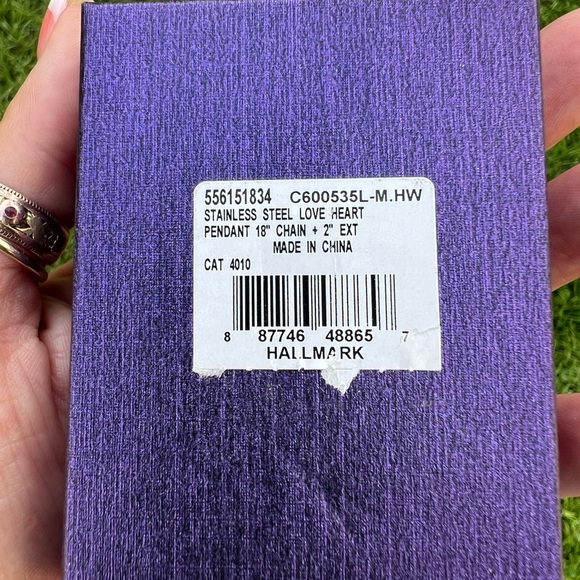 556151834 C600535L-M.HW
STAINLESS STEEL LOVE HEART
PENDANT 18" CHAIN + 2" EXT
MADE IN CHINA
CAT 4010
8 87746 48865 7
HALLMARK